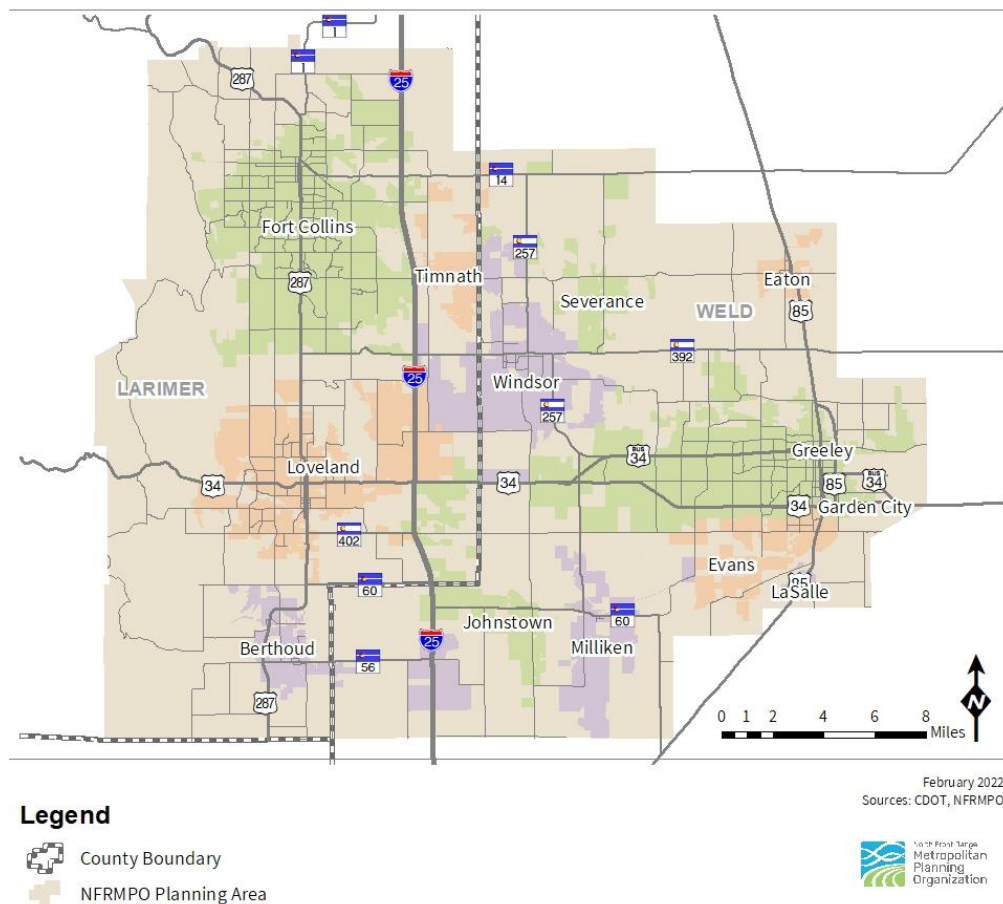 1
1
287
25
14
Fort Collins
257
Timnath
287
Eaton
Severance
WELD
85
392
25
LARIMER
Windsor
257
Loveland
BUS
34
Greeley
34
34
85
BUS
34
34
Garden City
402
Evans
60
85
LaSalle
60
Johnstown
25
Milliken
Berthoud
56
287
N
0 1 2 4 6 8
Miles
February 2022
Sources: CDOT, NFRMPO
Legend
County Boundary
NFRMPO Planning Area
North Front Range
Metropolitan
Planning
Organization